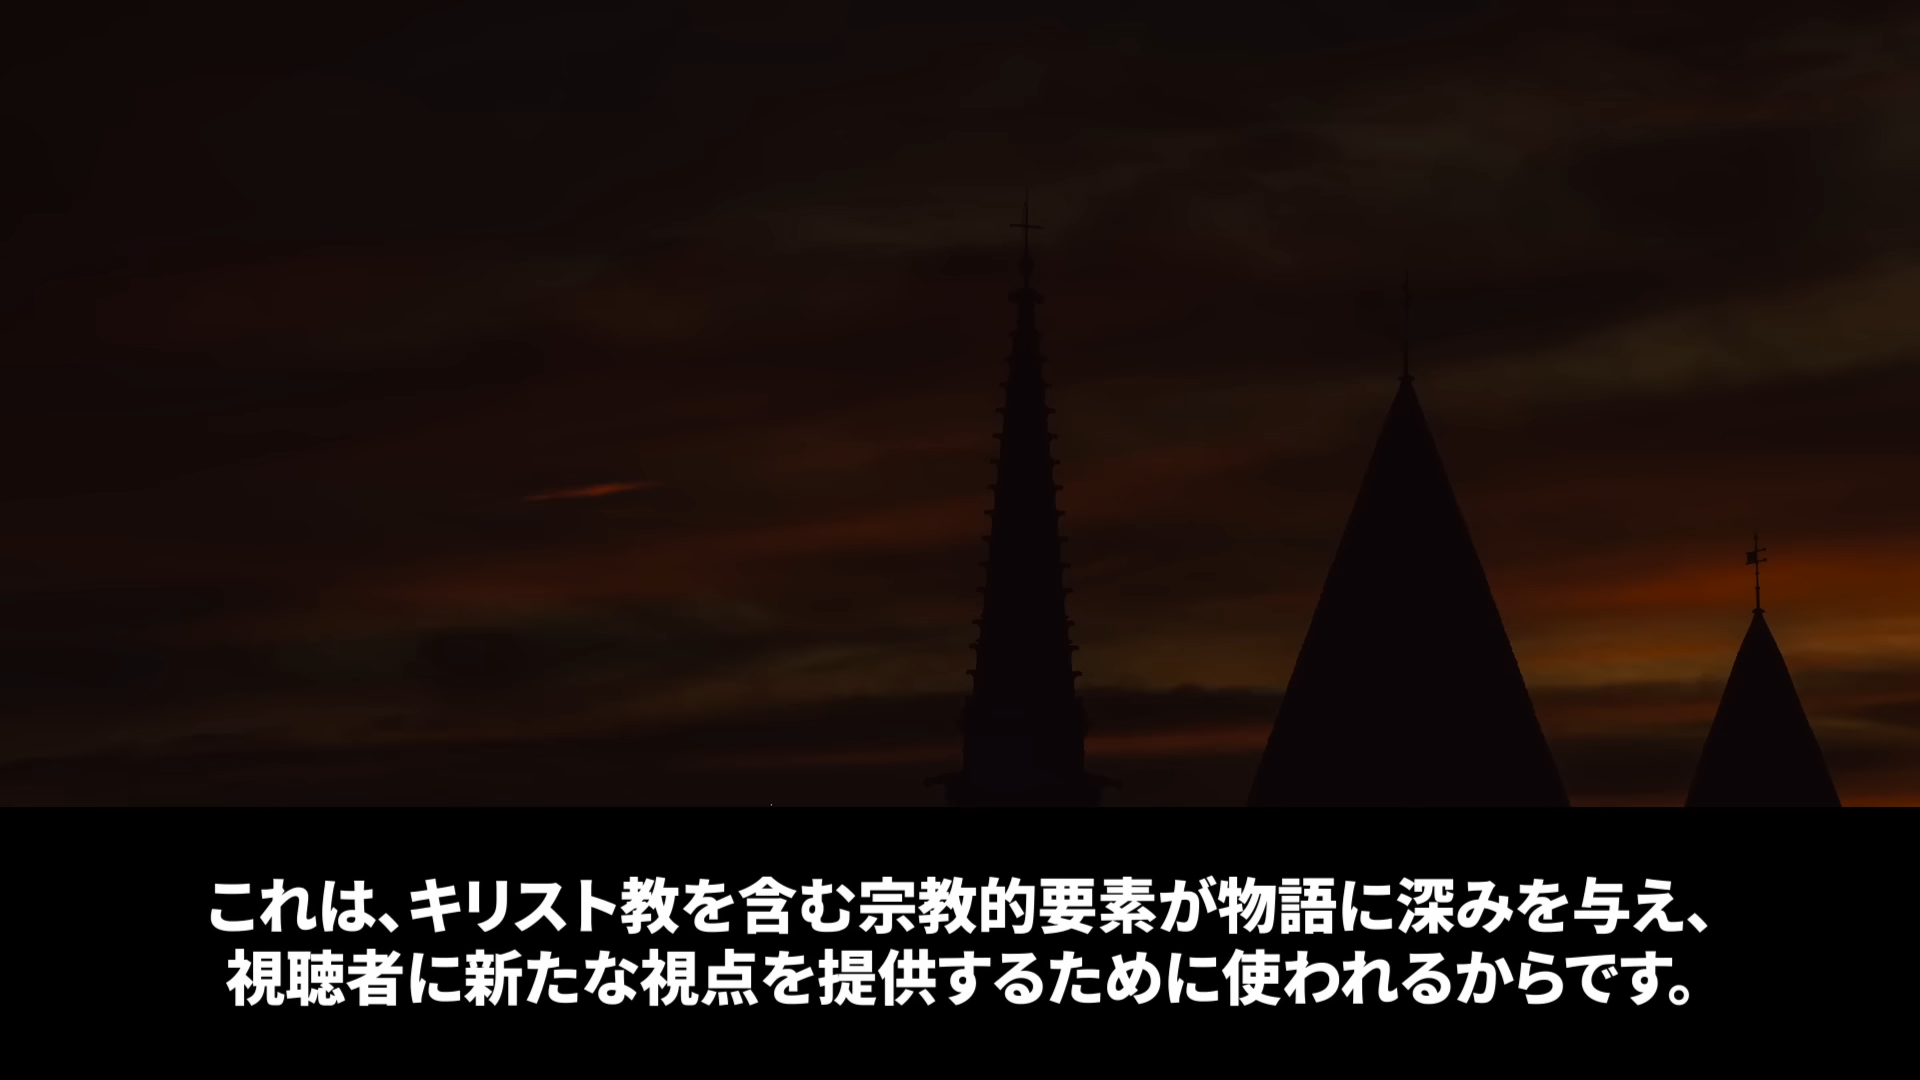 これは、キリスト教を含む宗教的要素が物語に深みを与え、
視聴者に新たな視点を提供するために使われるからです。